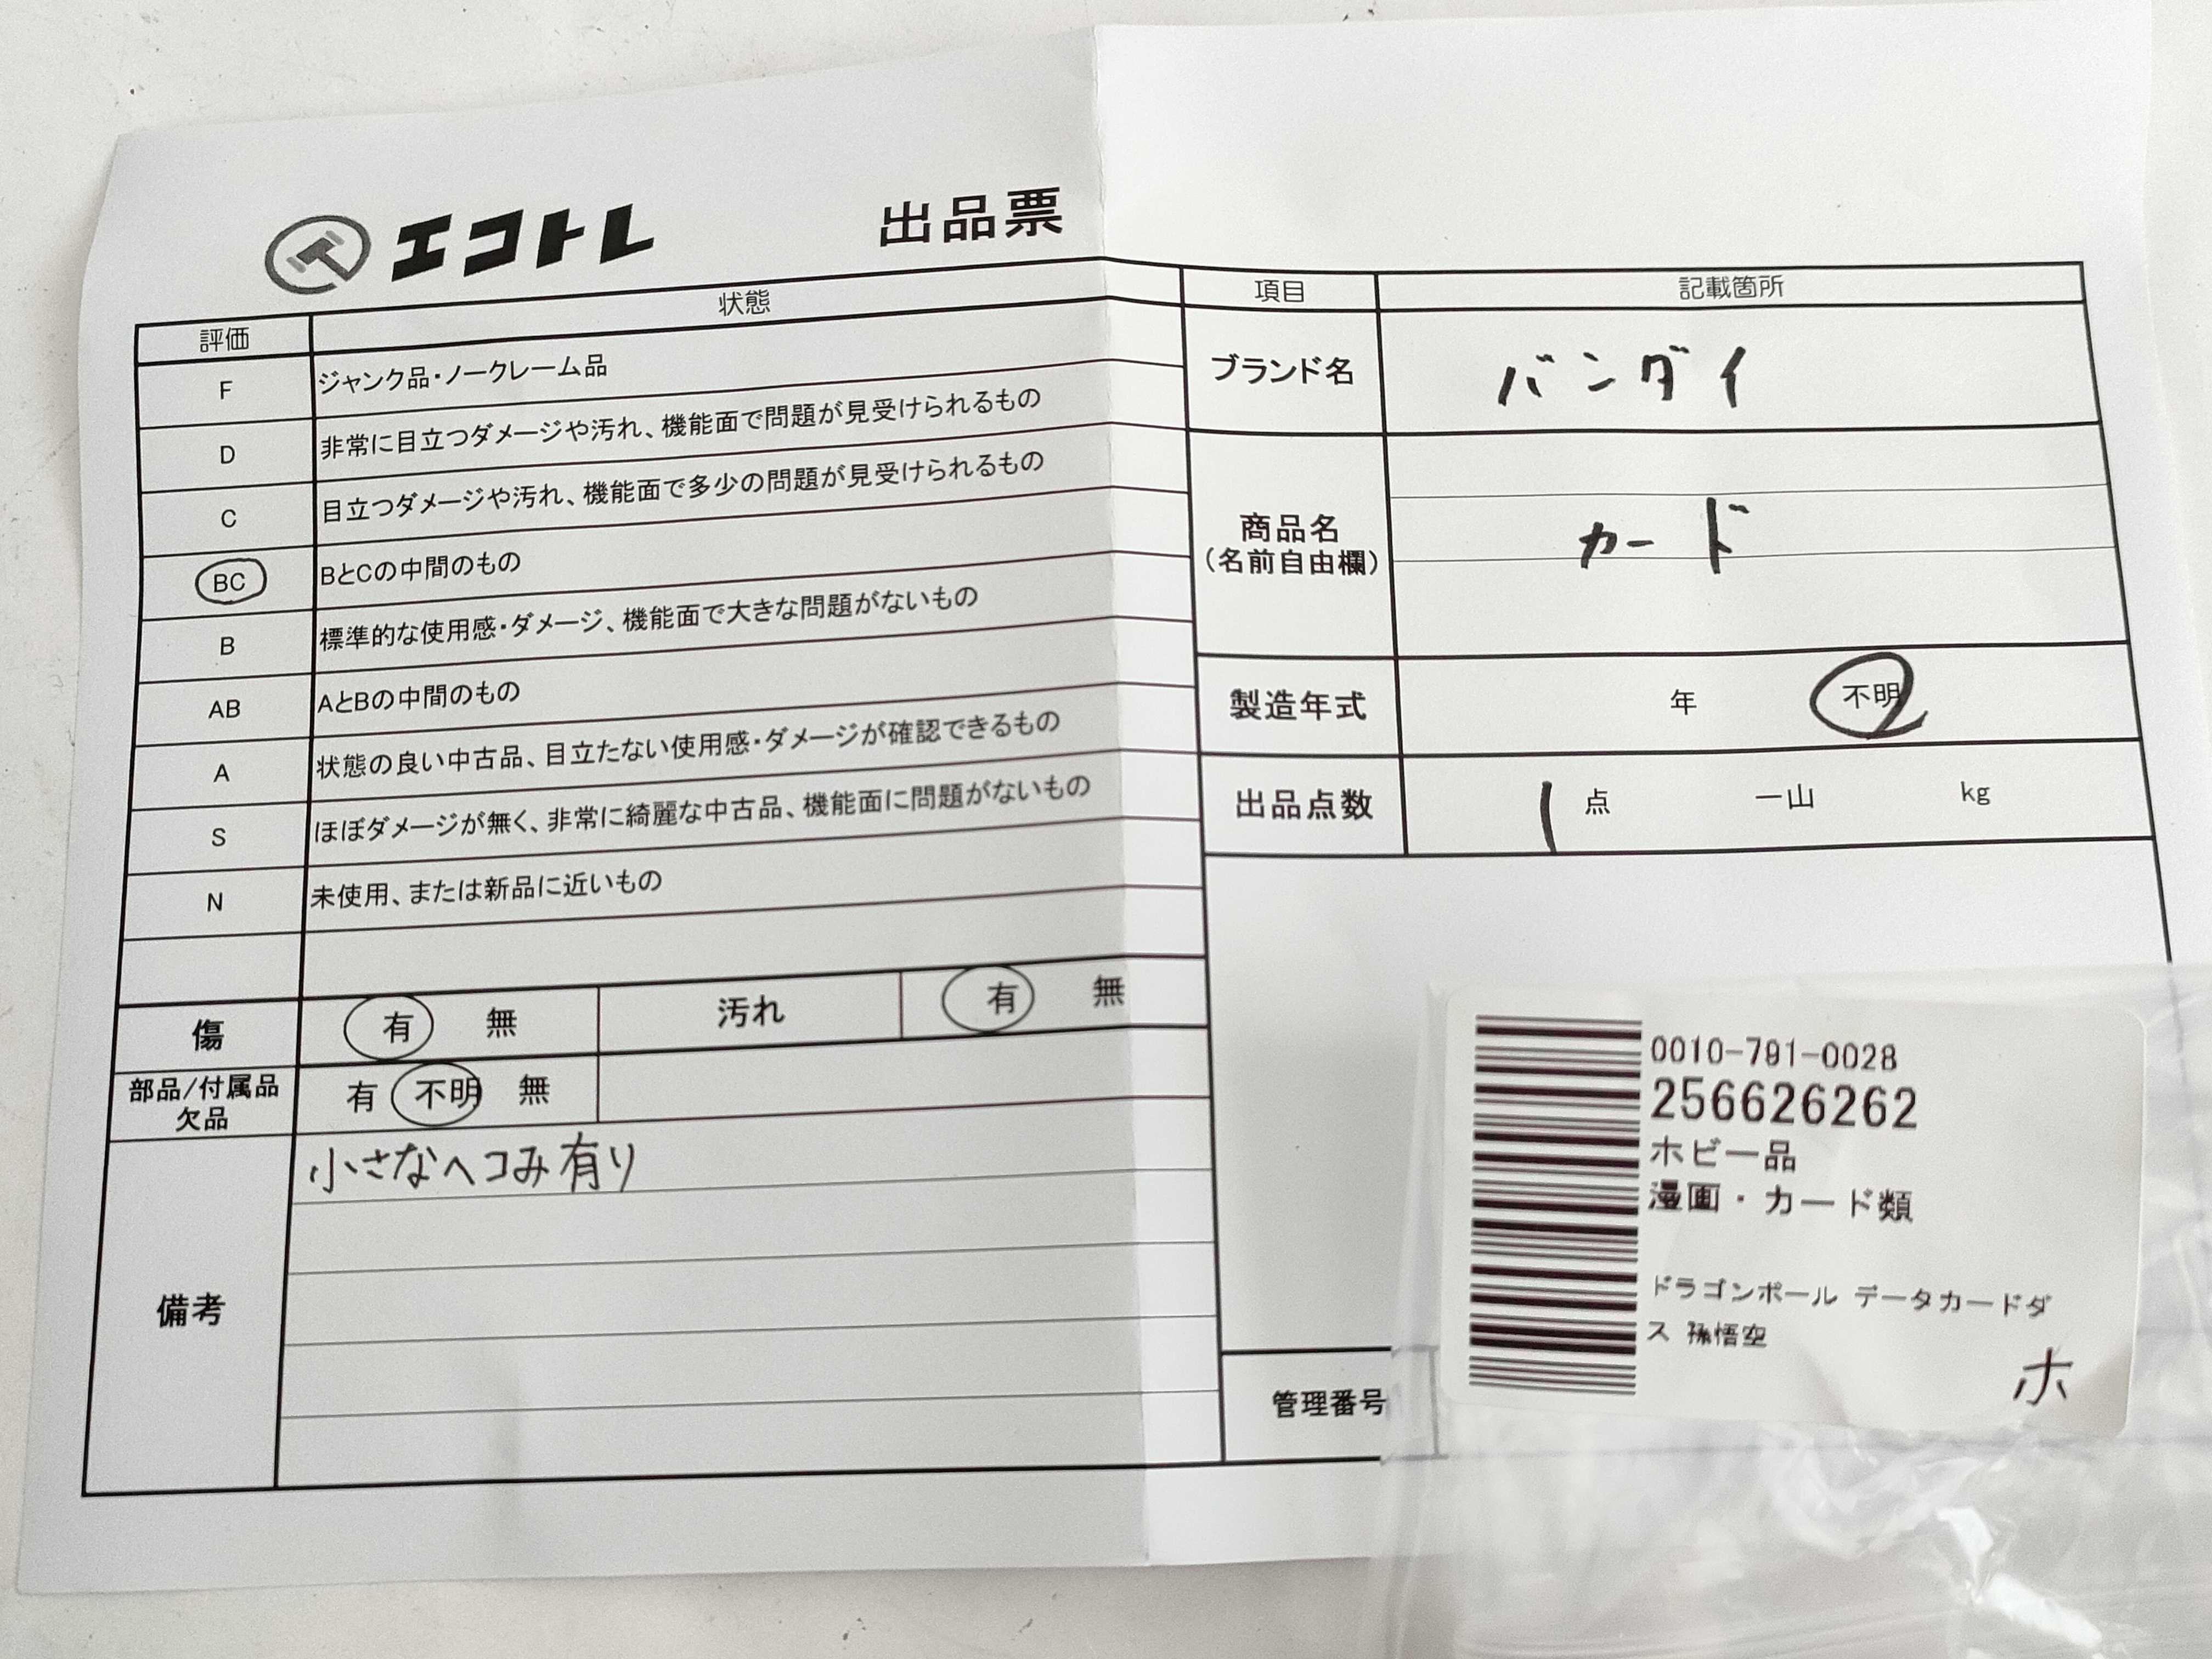 エコトレ 出品票
評価 状態
F ジャンク品・ノークレーム品
D 非常に目立つダメージや汚れ、機能面で問題が見受けられるもの
C 目立つダメージや汚れ、機能面で多少の問題が見受けられるもの
BC BとCの中間のもの
B 標準的な使用感・ダメージ、機能面で大きな問題がないもの
AB AとBの中間のもの
A 状態の良い中古品、目立たない使用感・ダメージが確認できるもの
S ほぼダメージが無く、非常に綺麗な中古品、機能面に問題がないもの
N 未使用、または新品に近いもの
傷 有 無 汚れ 有 無
部品/付属品
欠品
有 不明 無
備考
小さなヘコみ有り
項目 記載箇所
ブランド名 バンダイ
商品名
(名前自由欄)
カード
製造年式 年 不明
出品点数 1 点 一山 kg
管理番号
0010-791-0028
256626262
ホビー品
漫画・カード類
ドラゴンボール データカードダ
ス 孫悟空
ホ